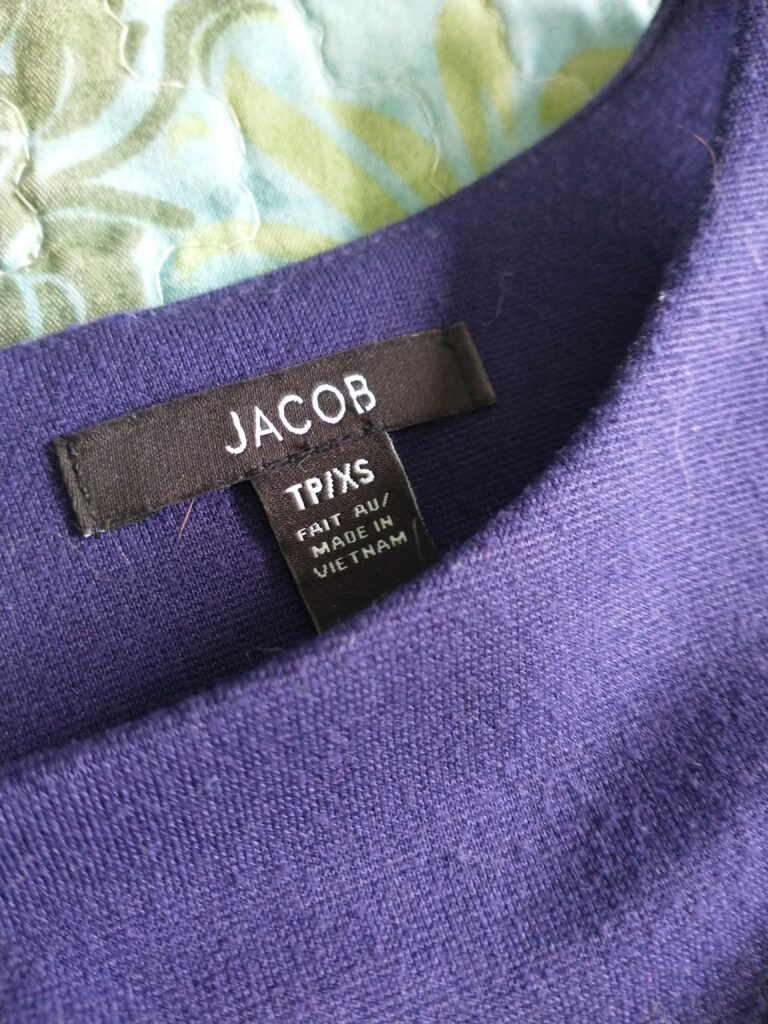 JACOB
TP/XS
FAIT AU/
MADE IN
VIETNAM